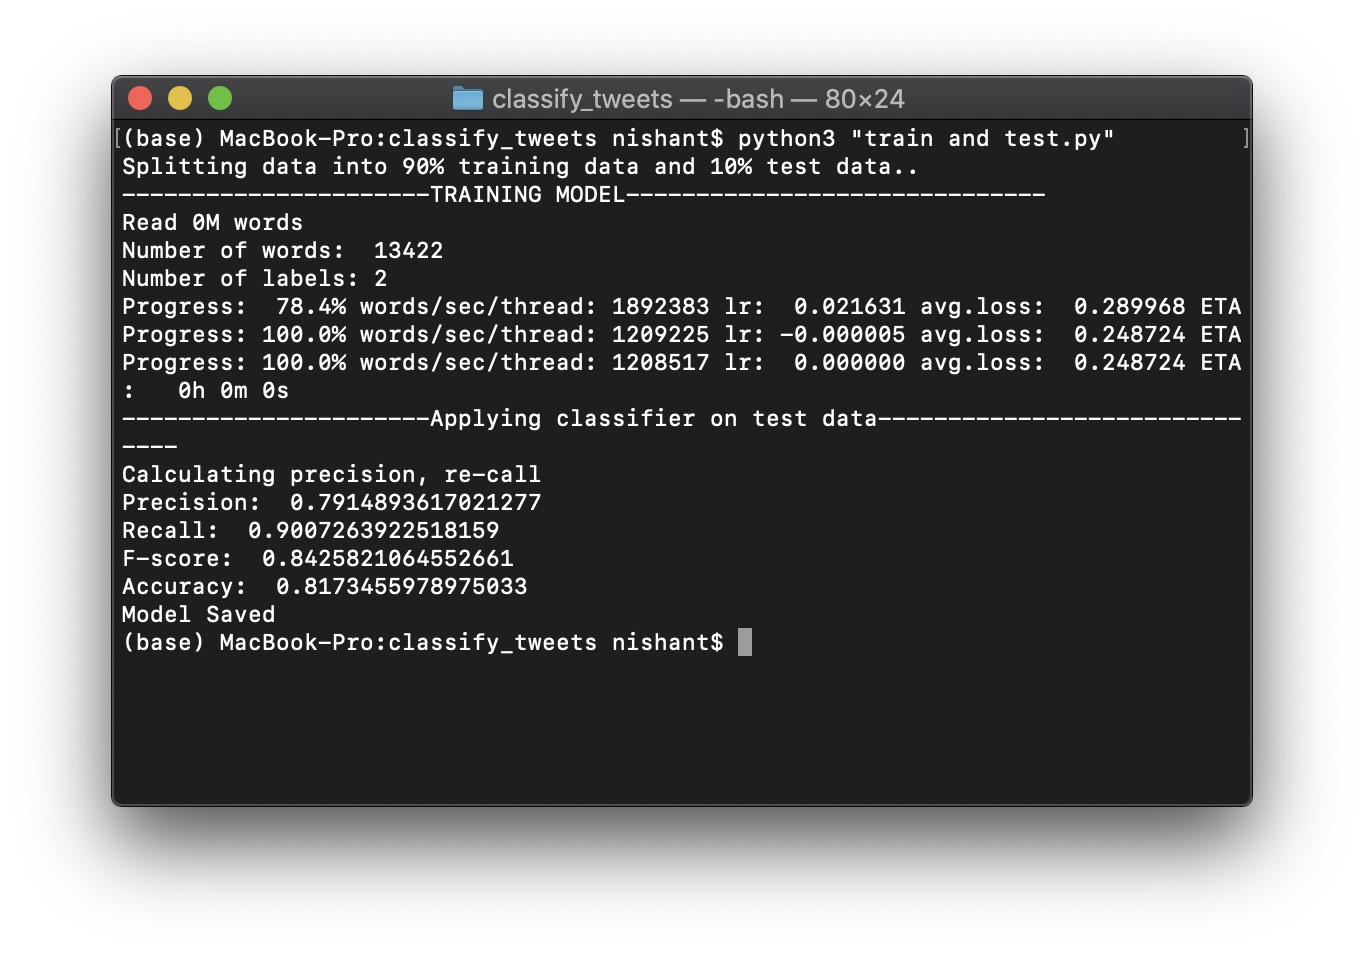 classify_tweets — -bash — 80×24
[(base) MacBook-Pro:classify_tweets nishant$ python3 "train and test.py" ]
Splitting data into 90% training data and 10% test data..
----------------------TRAINING MODEL------------------------------
Read 0M words
Number of words:  13422
Number of labels: 2
Progress:  78.4% words/sec/thread: 1892383 lr:  0.021631 avg.loss:  0.289968 ETA
Progress: 100.0% words/sec/thread: 1209225 lr: -0.000005 avg.loss:  0.248724 ETA
Progress: 100.0% words/sec/thread: 1208517 lr:  0.000000 avg.loss:  0.248724 ETA
:   0h 0m 0s
----------------------Applying classifier on test data--------------------------
----
Calculating precision, re-call
Precision:  0.7914893617021277
Recall:  0.9007263922518159
F-score:  0.8425821064552661
Accuracy:  0.8173455978975033
Model Saved
(base) MacBook-Pro:classify_tweets nishant$